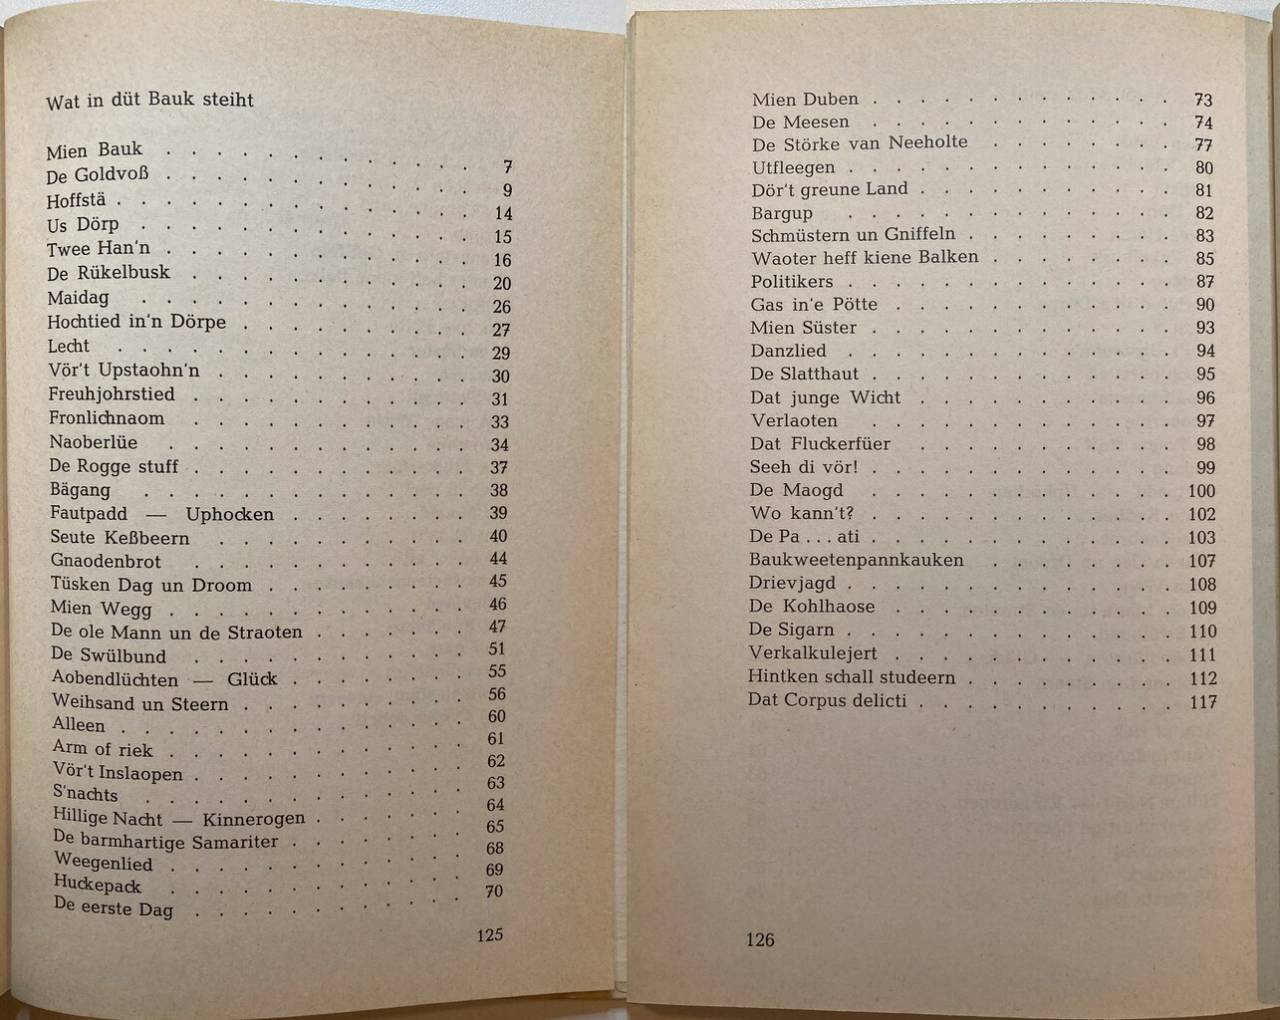 Wat in düt Bauk steiht
Mien Bauk . . . . . . . . . . . . . 7
De Goldvoß . . . . . . . . . . . . . 9
Hoffstä . . . . . . . . . . . . . . . 14
Us Dörp . . . . . . . . . . . . . . 15
Twee Han'n . . . . . . . . . . . . . 16
De Rükelbusk . . . . . . . . . . . . 20
Maidag . . . . . . . . . . . . . . 26
Hochtied in'n Dörpe . . . . . . . . . . 27
Lecht . . . . . . . . . . . . . . . 29
Vör't Upstaohn'n . . . . . . . . . . . 30
Freuhjohrstied . . . . . . . . . . . . 31
Fronlichnaom . . . . . . . . . . . . 33
Naoberlüe . . . . . . . . . . . . . 34
De Rogge stuff . . . . . . . . . . . . 37
Bägang . . . . . . . . . . . . . . 38
Fautpadd — Uphocken . . . . . . . . 39
Seute Keßbeern . . . . . . . . . . . 40
Gnaodenbrot . . . . . . . . . . . . 44
Tüsken Dag un Droom . . . . . . . . . 45
Mien Wegg . . . . . . . . . . . . . 46
De ole Mann un de Straoten . . . . . . . 47
De Swülbund . . . . . . . . . . . . 51
Aobendlüchten — Glück . . . . . . . . 55
Weihsand un Steern . . . . . . . . . . 56
Alleen . . . . . . . . . . . . . . . 60
Arm of riek . . . . . . . . . . . . . 61
Vör't Inslaopen . . . . . . . . . . . . 62
S'nachts . . . . . . . . . . . . . . 63
Hillige Nacht — Kinnerogen . . . . . . . 64
De barmhartige Samariter . . . . . . . . 65
Weegenlied . . . . . . . . . . . . . 68
Huckepack . . . . . . . . . . . . . 69
De eerste Dag . . . . . . . . . . . . 70
125
Mien Duben . . . . . . . . . . . . . 73
De Meesen . . . . . . . . . . . . . 74
De Störke van Neeholte . . . . . . . . 77
Utfleegen . . . . . . . . . . . . . . 80
Dör't greune Land . . . . . . . . . . . 81
Bargup . . . . . . . . . . . . . . 82
Schmüstern un Gniffeln . . . . . . . . . 83
Waoter heff kiene Balken . . . . . . . . 85
Politikers . . . . . . . . . . . . . . 87
Gas in'e Pötte . . . . . . . . . . . . 90
Mien Süster . . . . . . . . . . . . . 93
Danzlied . . . . . . . . . . . . . . 94
De Slatthaut . . . . . . . . . . . . . 95
Dat junge Wicht . . . . . . . . . . . . 96
Verlaoten . . . . . . . . . . . . . . 97
Dat Fluckerfüer . . . . . . . . . . . 98
Seeh di vör! . . . . . . . . . . . . . 99
De Maogd . . . . . . . . . . . . . 100
Wo kann't? . . . . . . . . . . . . . 102
De Pa . . . ati . . . . . . . . . . . . . 103
Baukweetenpannkauken . . . . . . . . 107
Drievjagd . . . . . . . . . . . . . . 108
De Kohlhaose . . . . . . . . . . . . 109
De Sigarn . . . . . . . . . . . . . . 110
Verkalkulejert . . . . . . . . . . . . 111
Hintken schall studeern . . . . . . . . . 112
Dat Corpus delicti . . . . . . . . . . . 117
126